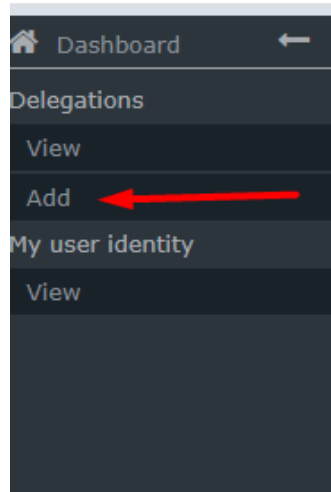 Dashboard
Delegations
View
Add
My user identity
View